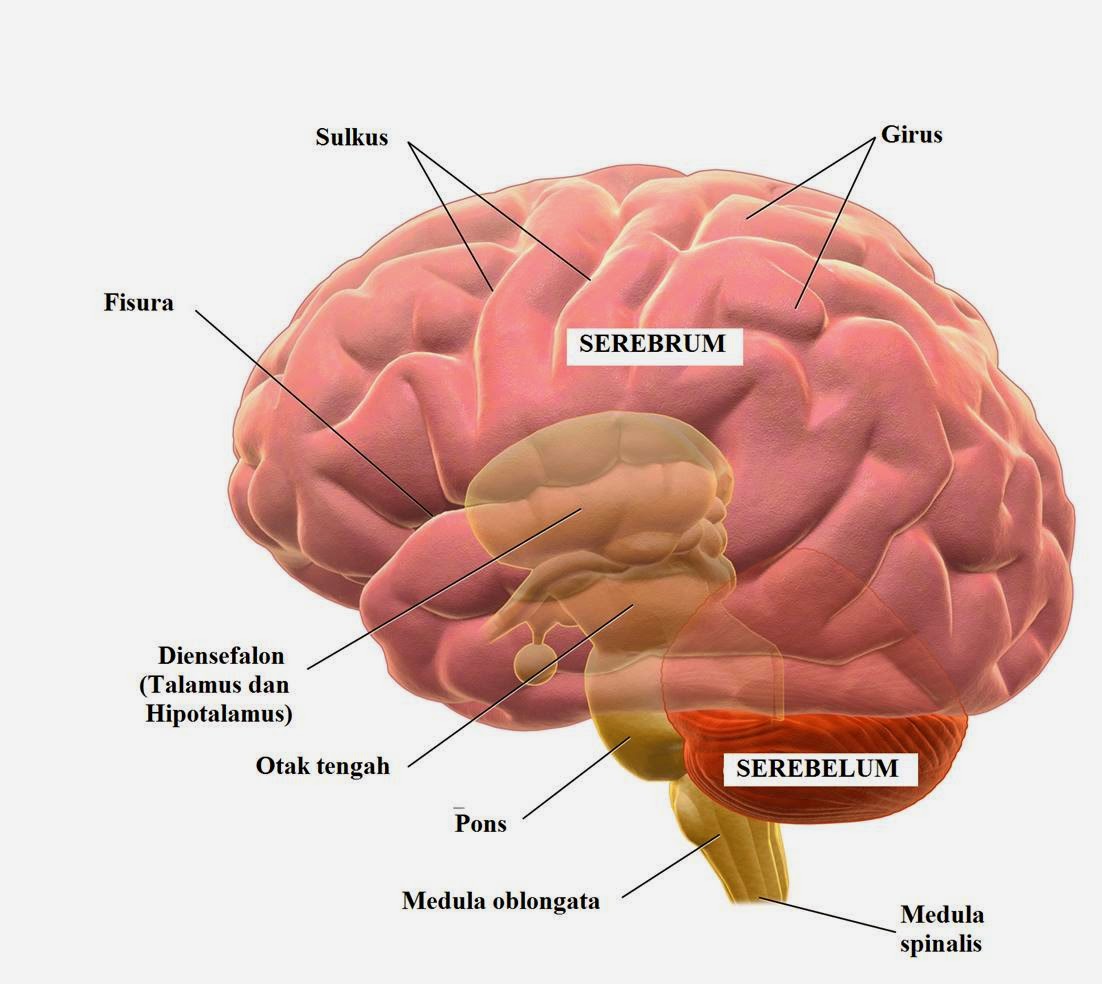 Sulkus
Girus
Fisura
SEREBRUM
Diensefalon
(Talamus dan
Hipotalamus)
Otak tengah
SEREBELUM
Pons
Medula oblongata
Medula
spinalis